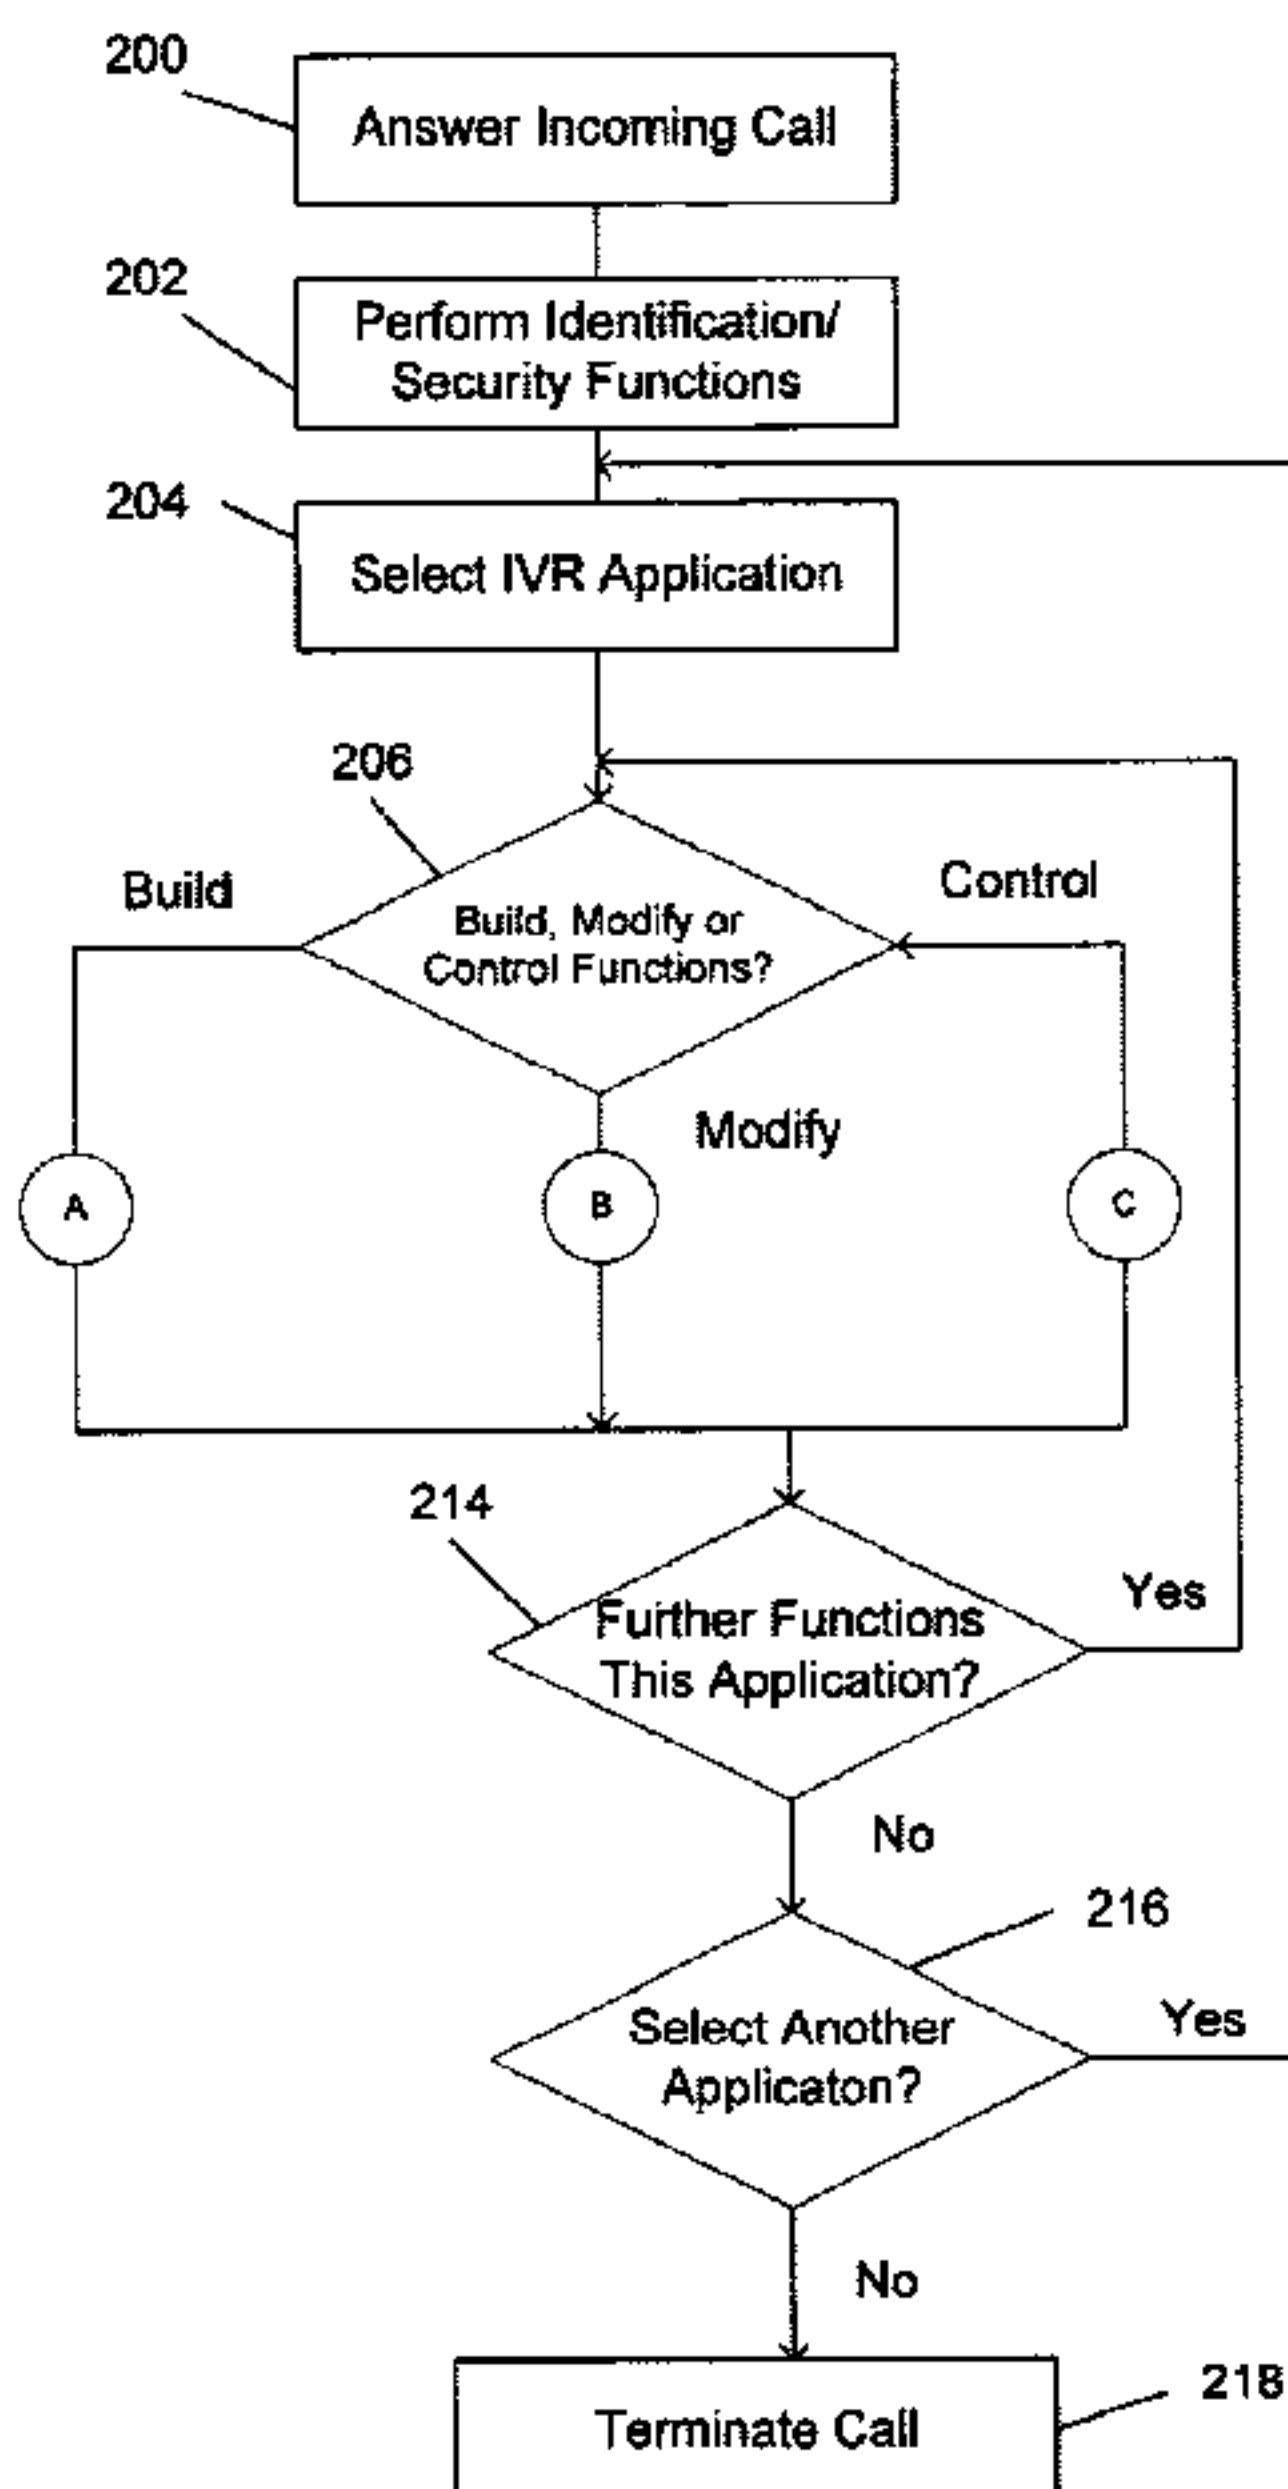 200
Answer Incoming Call
202
Perform Identification/
Security Functions
204
Select IVR Application
206
Build
Control
Build, Modify or
Control Functions?
Modify
A
B
C
214
Further Functions
This Application?
Yes
No
216
Select Another
Applicaton?
Yes
No
218
Terminate Call